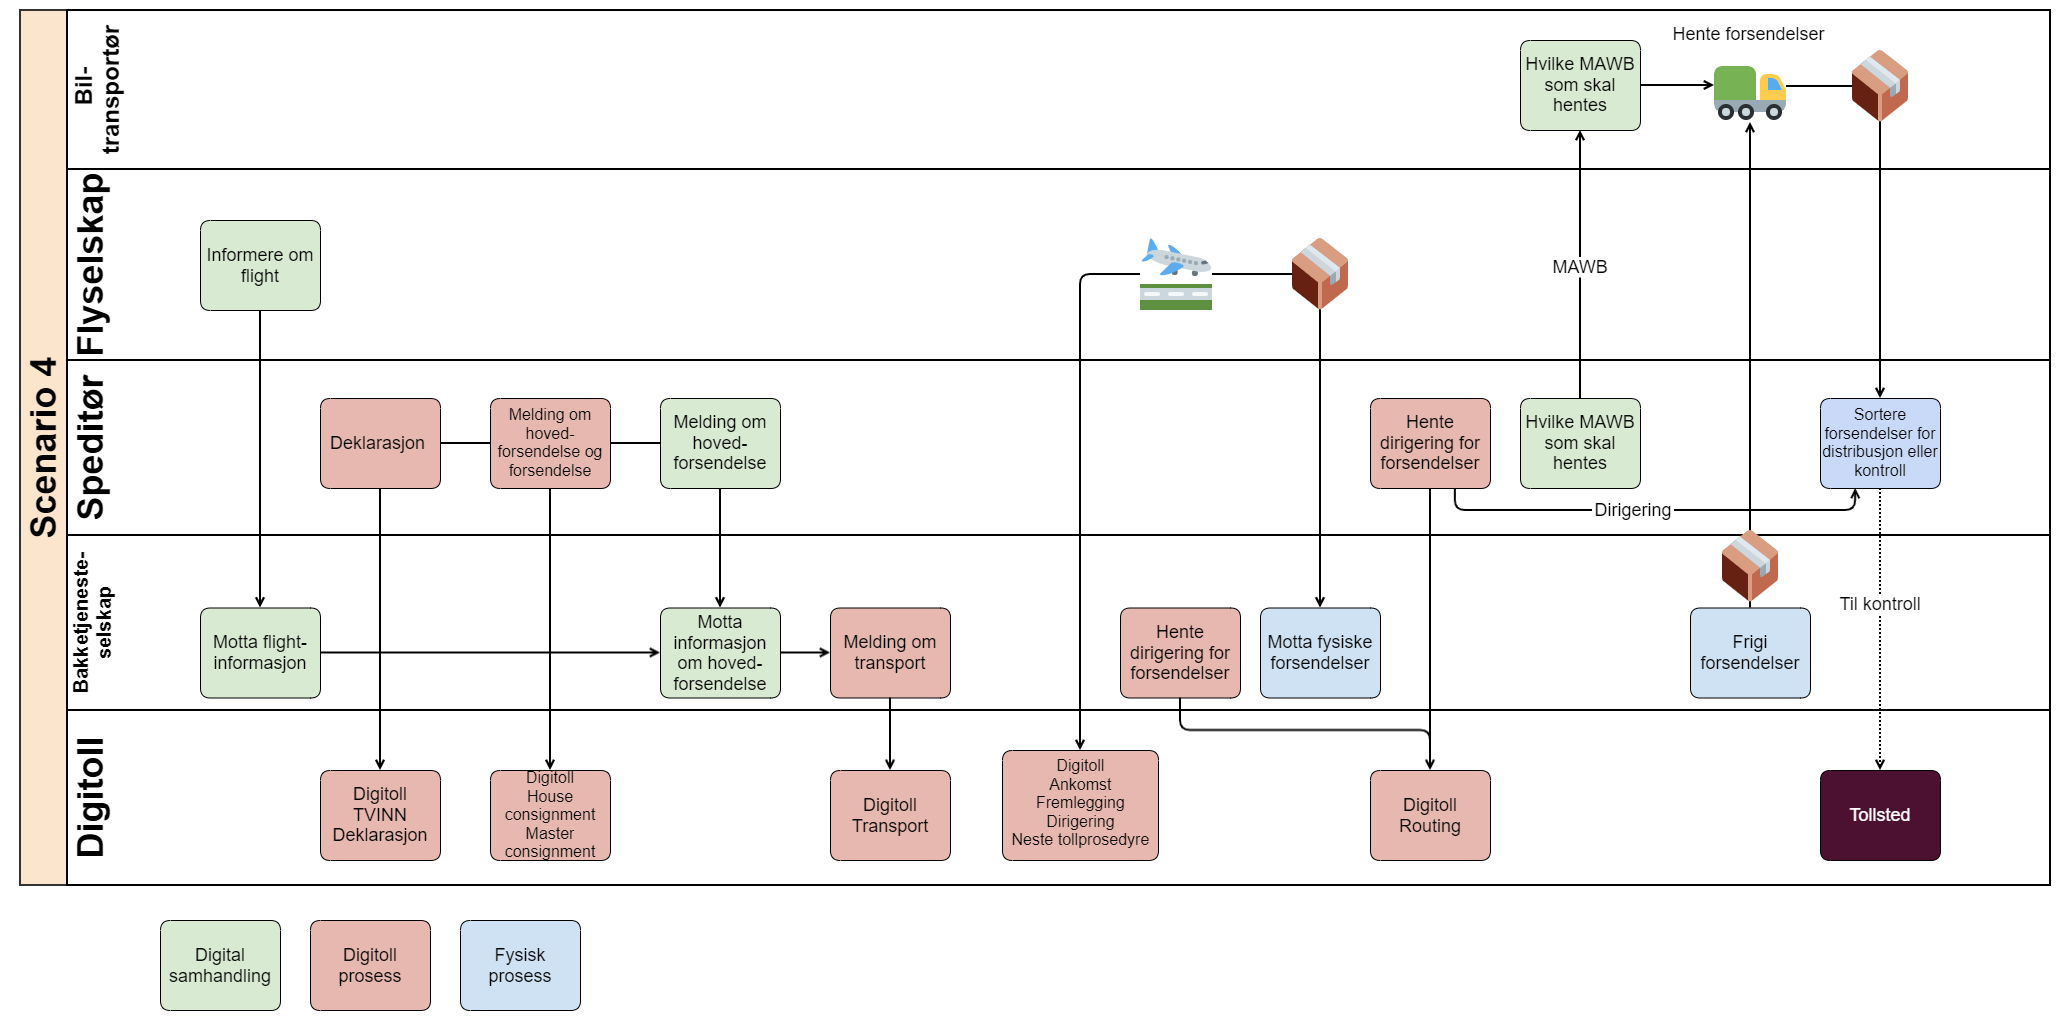 Scenario 4
Bil-
transportør
Hvilke MAWB
som skal
hentes
Hente forsendelser
Flyselskap
Informere om
flight
MAWB
Speditør
Deklarasjon
Melding om
hoved-
forsendelse og
forsendelse
Melding om
hoved-
forsendelse
Hente
dirigering for
forsendelser
Hvilke MAWB
som skal
hentes
Sortere
forsendelser for
distribusjon eller
kontroll
Dirigering
Bakketjeneste-
selskap
Motta flight-
informasjon
Motta
informasjon
om hoved-
forsendelse
Melding om
transport
Hente
dirigering for
forsendelser
Motta fysiske
forsendelser
Frigi
forsendelser
Til kontroll
Digitoll
Digitoll
TVINN
Deklarasjon
Digitoll
House
consignment
Master
consignment
Digitoll
Transport
Digitoll
Ankomst
Fremlegging
Dirigering
Neste tollprosedyre
Digitoll
Routing
Tollsted
Digital
samhandling
Digitoll
prosess
Fysisk
prosess